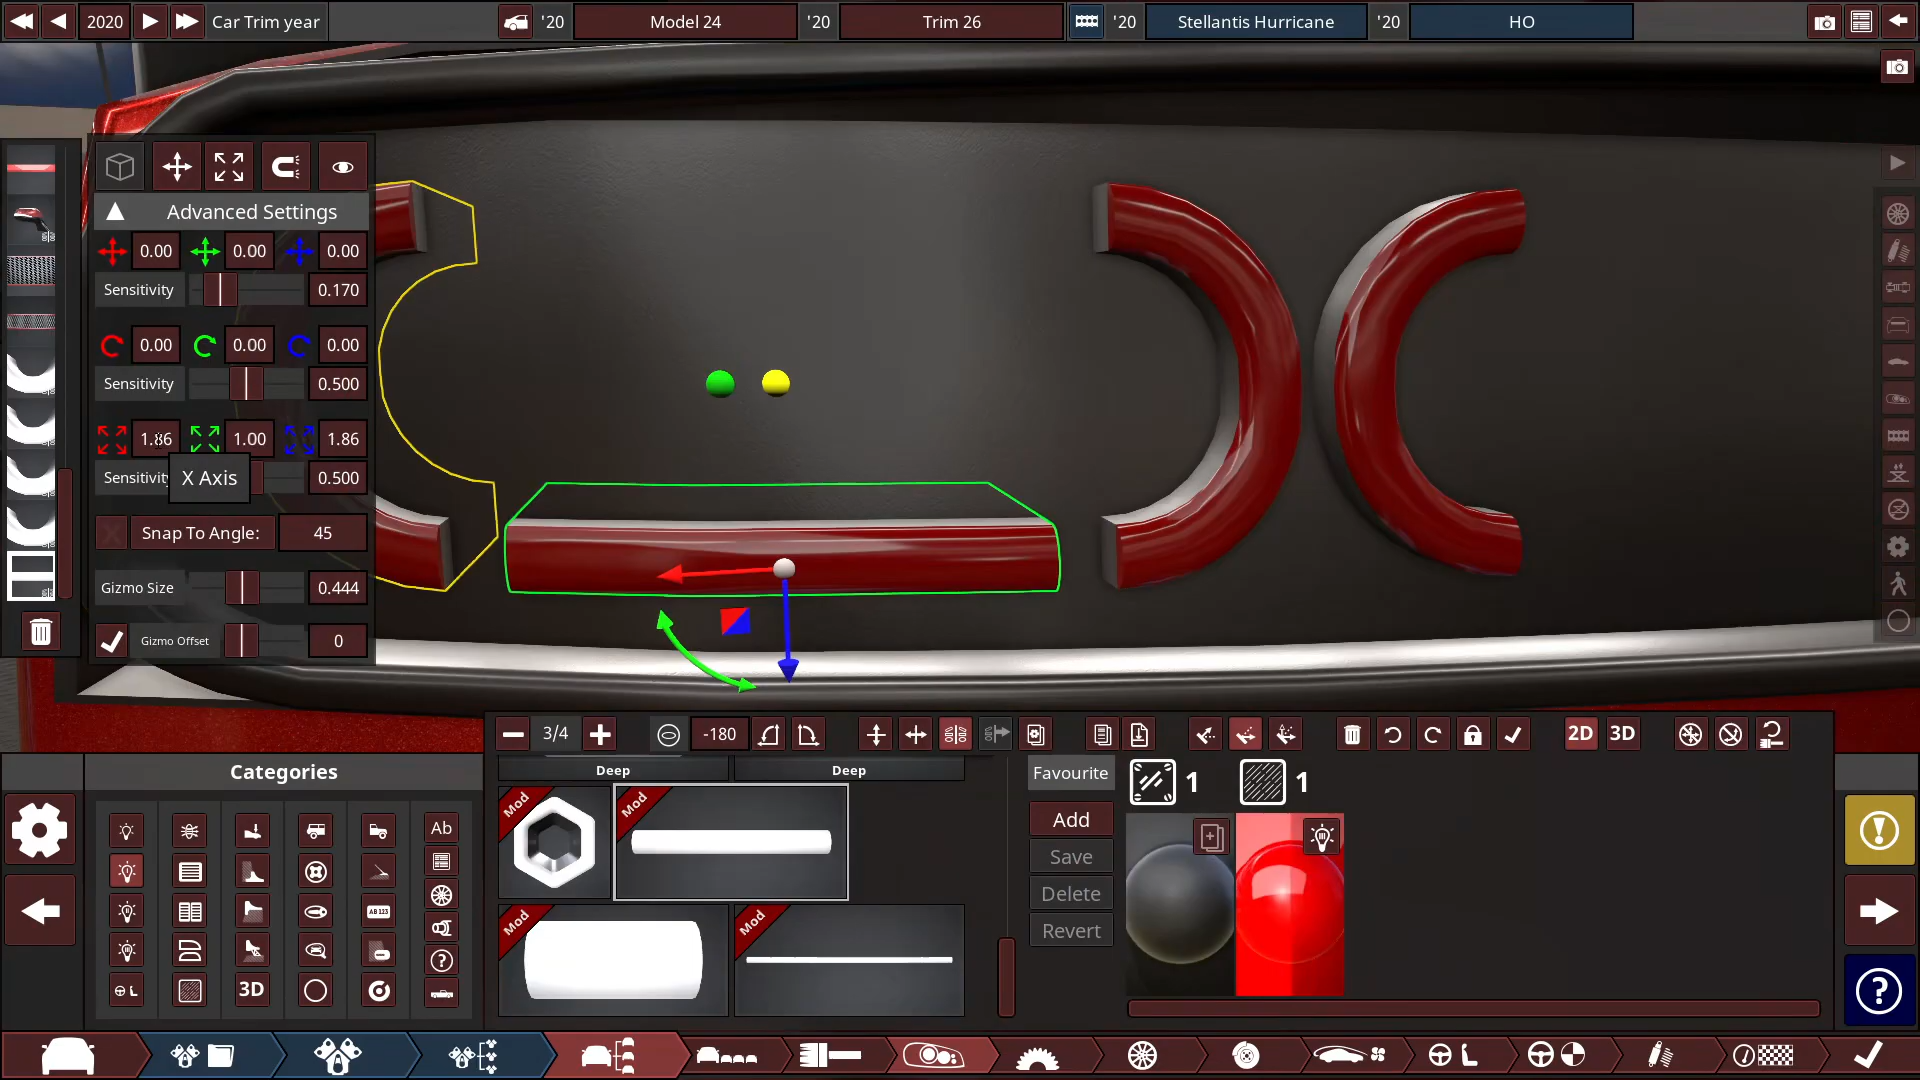 2020 Car Trim year '20 Model 24 '20 Trim 26 '20 Stellantis Hurricane '20 HO
Advanced Settings
0.00 0.00 0.00
Sensitivity 0.170
0.00 0.00 0.00
Sensitivity 0.500
1.86 1.00 1.86
Sensitivity X Axis 0.500
Snap To Angle: 45
Gizmo Size 0.444
Gizmo Offset 0
3/4 -180 2D 3D
Categories
Deep Deep
Favourite 1 1
Mod Mod
Add
Ab
Save
Delete
Mod Mod
AB 123
Revert
3D